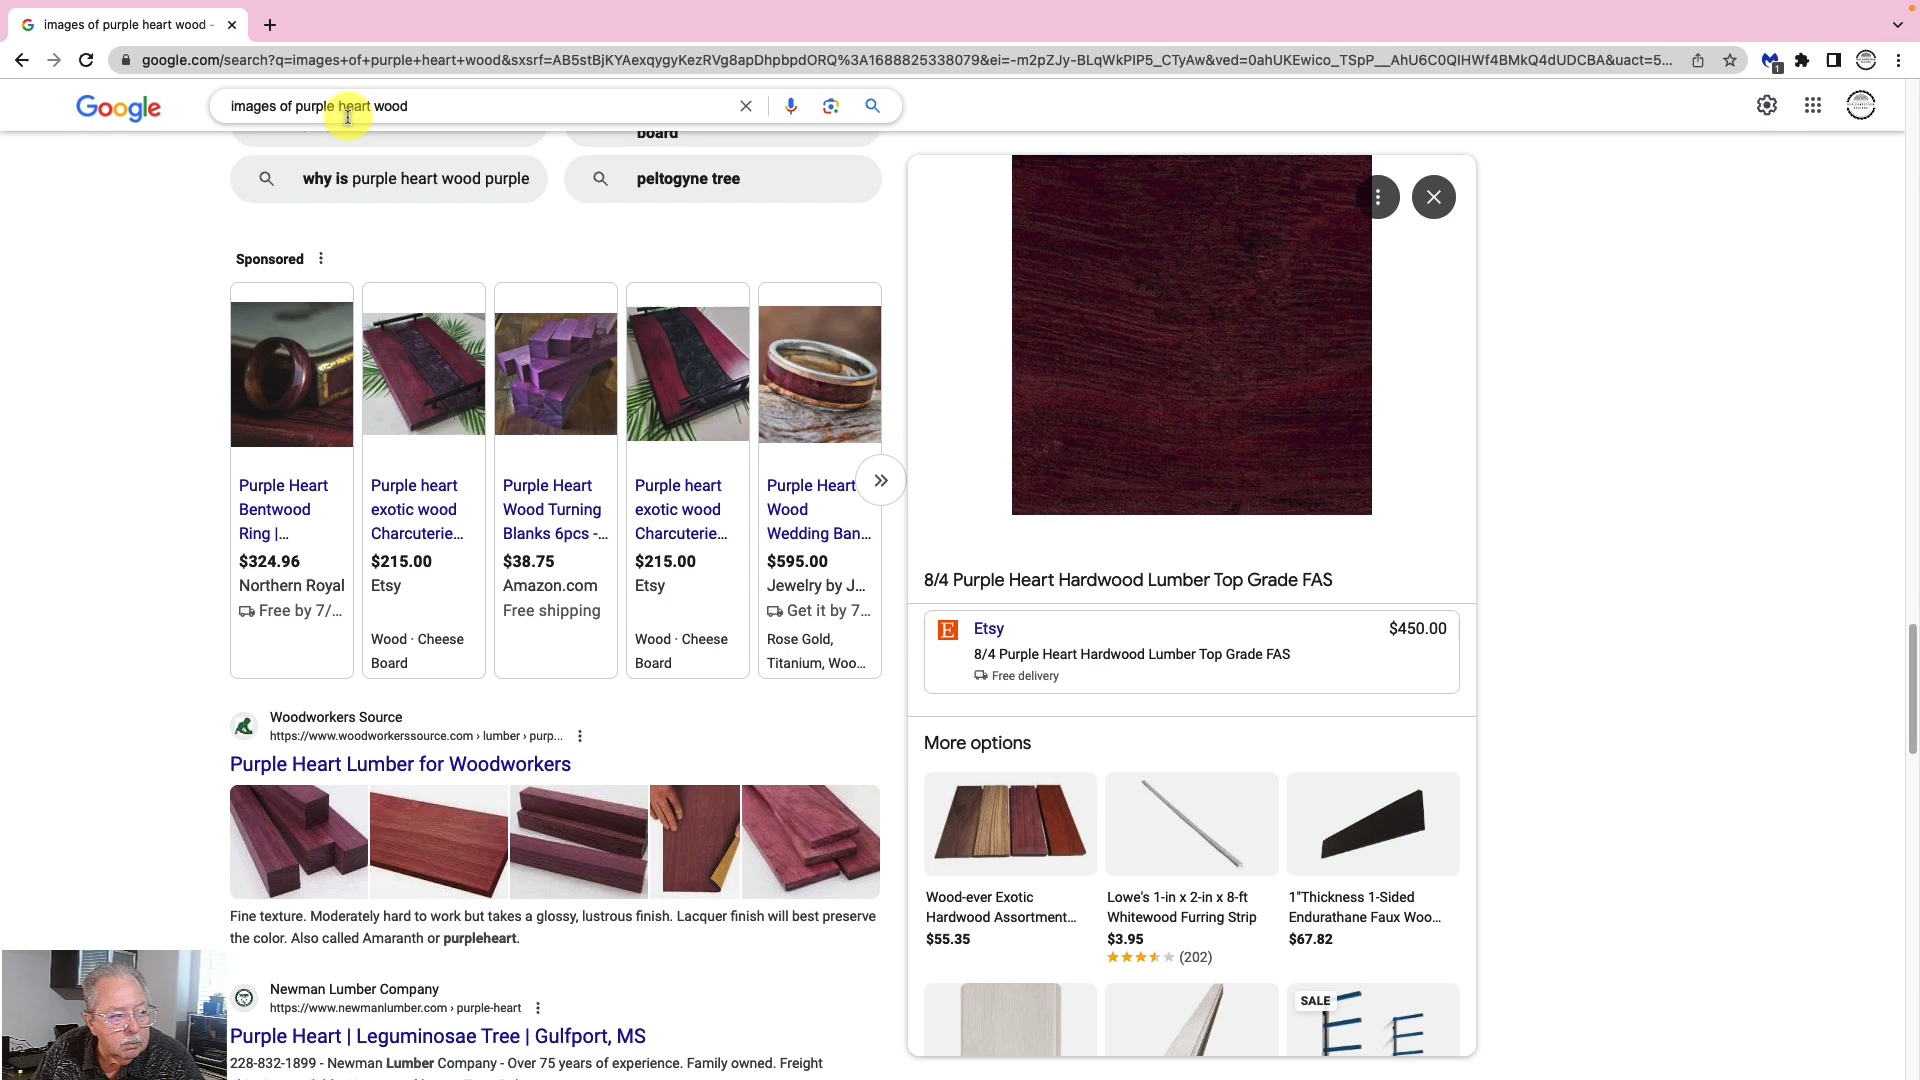 images of purple heart wood -
google.com/search?q=images+of+purple+heart+wood&sxsrf=AB5stBjKYAexqygyKezRVg8apDhpbpdORQ%3A1688825338079&ei=-m2pZJy-BLqWkPIP5_CTyAw&ved=0ahUKEwico_TSpP__AhU6C0QIHWf4BMkQ4dUDCBA&uact=5...
1
Google
images of purple heart wood
board
why is purple heart wood purple
peltogyne tree
Sponsored
Purple Heart
Bentwood
Ring |...
$324.96
Northern Royal
Free by 7/...
Purple heart
exotic wood
Charcuterie...
$215.00
Etsy
Wood · Cheese
Board
Purple Heart
Wood Turning
Blanks 6pcs -...
$38.75
Amazon.com
Free shipping
Purple heart
exotic wood
Charcuterie...
$215.00
Etsy
Wood · Cheese
Board
Purple Heart
Wood
Wedding Ban...
$595.00
Jewelry by J...
Get it by 7...
Rose Gold,
Titanium, Woo...
Woodworkers Source
https://www.woodworkerssource.com › lumber › purp...
Purple Heart Lumber for Woodworkers
Fine texture. Moderately hard to work but takes a glossy, lustrous finish. Lacquer finish will best preserve
the color. Also called Amaranth or purpleheart.
Newman Lumber Company
https://www.newmanlumber.com › purple-heart
Purple Heart | Leguminosae Tree | Gulfport, MS
228-832-1899 - Newman Lumber Company - Over 75 years of experience. Family owned. Freight
8/4 Purple Heart Hardwood Lumber Top Grade FAS
E
Etsy
$450.00
8/4 Purple Heart Hardwood Lumber Top Grade FAS
Free delivery
More options
Wood-ever Exotic
Hardwood Assortment...
$55.35
Lowe's 1-in x 2-in x 8-ft
Whitewood Furring Strip
$3.95
(202)
1"Thickness 1-Sided
Endurathane Faux Woo...
$67.82
SALE